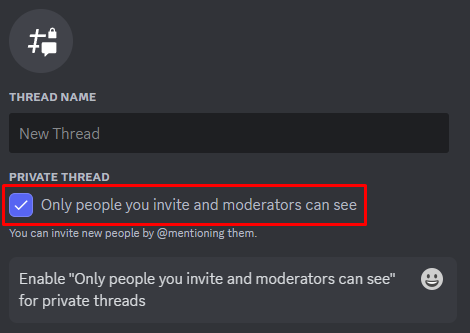 THREAD NAME
New Thread
PRIVATE THREAD
Only people you invite and moderators can see
You can invite new people by @mentioning them.
Enable "Only people you invite and moderators can see"
for private threads